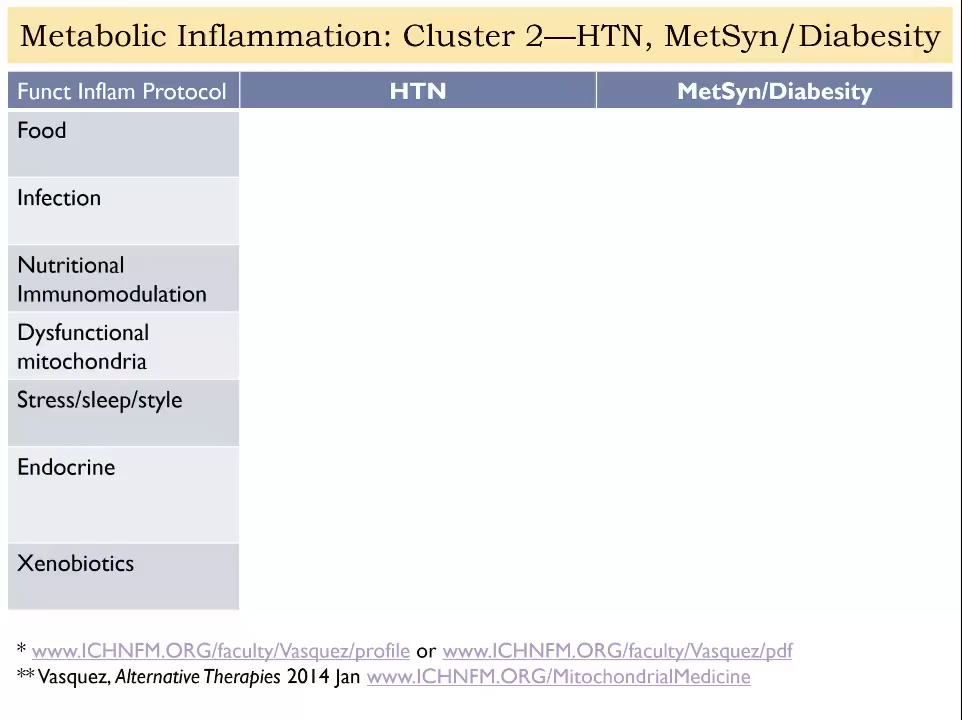 Metabolic Inflammation: Cluster 2—HTN, MetSyn/Diabesity
Funct Inflam Protocol HTN MetSyn/Diabesity
Food
Infection
Nutritional
Immunomodulation
Dysfunctional
mitochondria
Stress/sleep/style
Endocrine
Xenobiotics
* www.ICHNFM.ORG/faculty/Vasquez/profile or www.ICHNFM.ORG/faculty/Vasquez/pdf
** Vasquez, Alternative Therapies 2014 Jan www.ICHNFM.ORG/MitochondrialMedicine